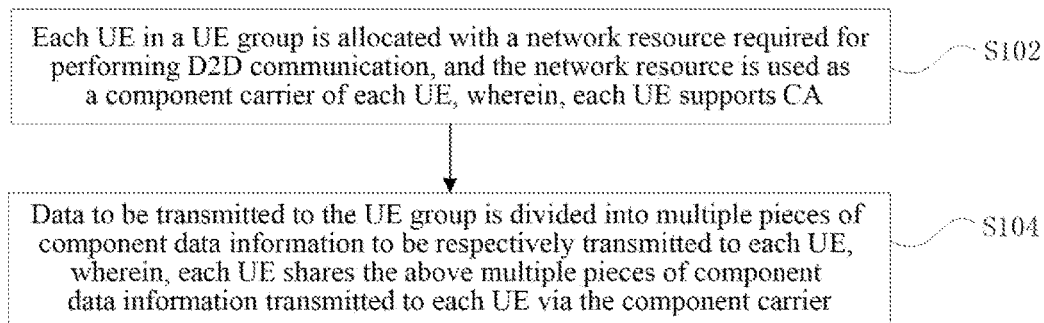 Each UE in a UE group is allocated with a network resource required for
performing D2D communication, and the network resource is used as
a component carrier of each UE, wherein, each UE supports CA
S102
Data to be transmitted to the UE group is divided into multiple pieces of
component data information to be respectively transmitted to each UE,
wherein, each UE shares the above multiple pieces of component
data information transmitted to each UE via the component carrier
S104